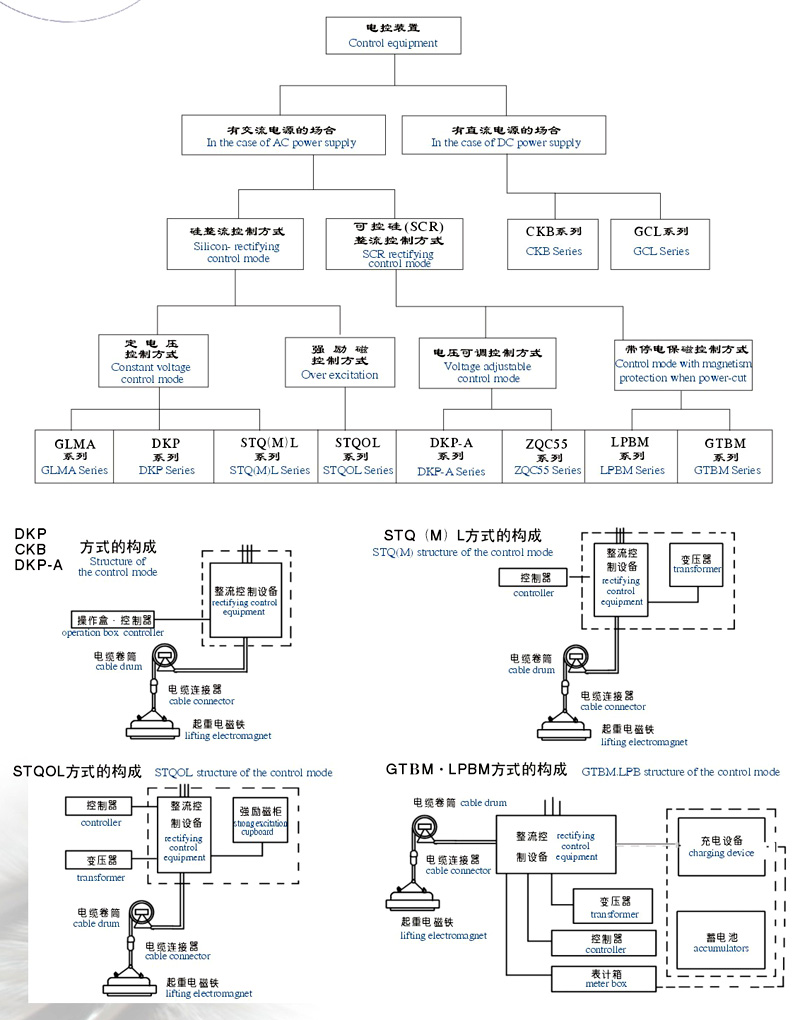 电控装置
Control equipment
有交流电源的场合
In the case of AC power supply
有直流电源的场合
In the case of DC power supply
硅整流控制方式
Silicon- rectifying
control mode
可控硅(SCR)
整流控制方式
SCR rectifying
control mode
CKB系列
CKB Series
GCL系列
GCL Series
定电压
控制方式
Constant voltage
control mode
强励磁
控制方式
Over excitation
电压可调控制方式
Voltage adjustable
control mode
带停电保磁控制方式
Control mode with magnetism
protection when power-cut
GLMA
系列
GLMA Series
DKP
系列
DKP Series
STQ(M)L
系列
STQ(M)L Series
STQOL
系列
STQOL Series
DKP-A
系列
DKP-A Series
ZQC55
系列
ZQC55 Series
LPBM
系列
LPBM Series
GTBM
系列
GTBM Series
DKP
CKB
DKP-A
方式的构成
Structure of
the control mode
整流控制设备
rectifying control
equipment
操作盒·控制器
operation box controller
电缆卷筒
cable drum
电缆连接器
cable connector
起重电磁铁
lifting electromagnet
STQ（M）L方式的构成
STQ(M) structure of the control mode
整流控
制设备
rectifying
control
equipment
变压器
transformer
控制器
controller
电缆卷筒
cable drum
电缆连接器
cable connector
起重电磁铁
lifting electromagnet
STQOL方式的构成
STQOL structure of the control mode
控制器
controller
整流控
制设备
rectifying
control
equipment
强励磁柜
strong excitation
cupboard
变压器
transformer
电缆卷筒
cable drum
电缆连接器
cable connector
起重电磁铁
lifting electromagnet
GTBM·LPBM方式的构成
GTBM.LPB structure of the control mode
电缆卷筒 cable drum
整流控
制设备
rectifying
control
equipment
充电设备
charging device
电缆连接器
cable connector
起重电磁铁
lifting electromagnet
变压器
transformer
控制器
controller
表计箱
meter box
蓄电池
accumulators